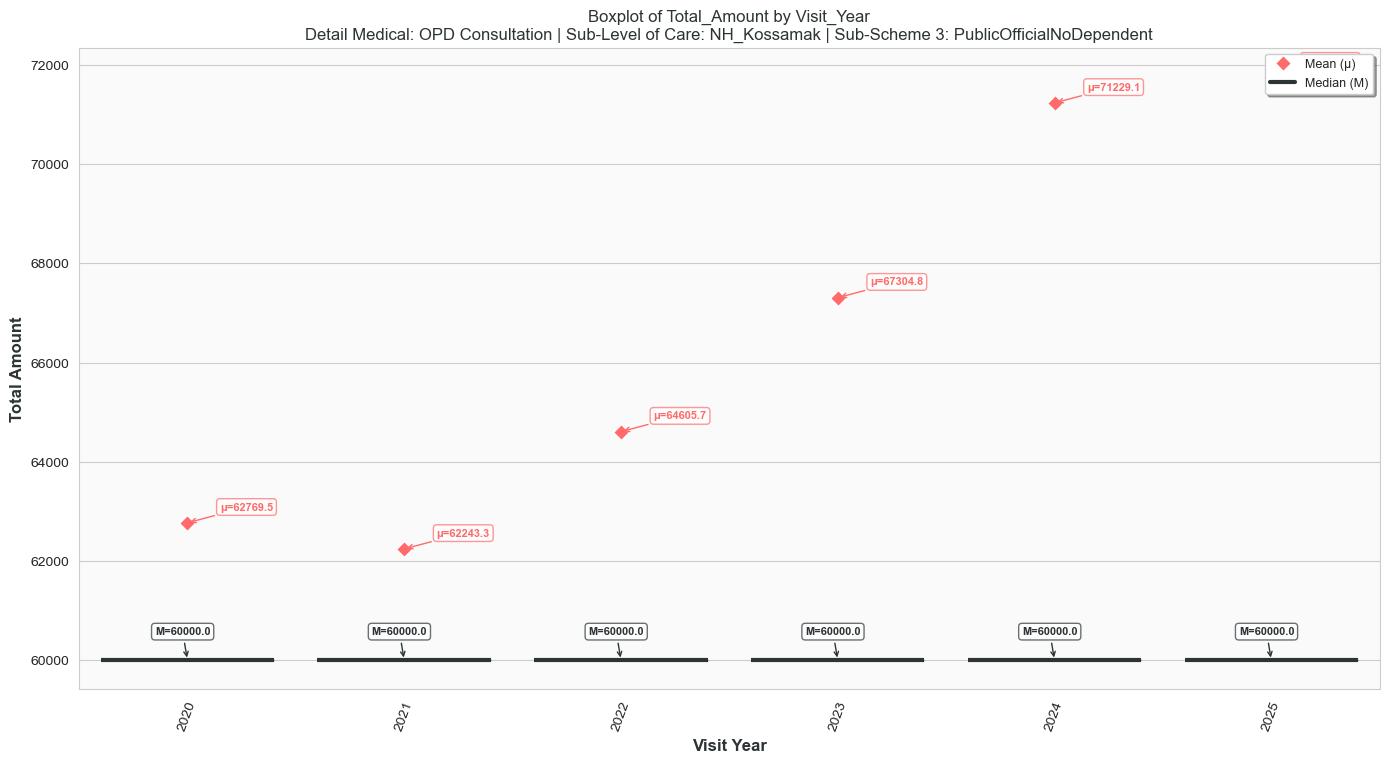 Boxplot of Total_Amount by Visit_Year
Detail Medical: OPD Consultation | Sub-Level of Care: NH_Kossamak | Sub-Scheme 3: PublicOfficialNoDependent
Mean (μ)
Median (M)
72000
70000
68000
66000
64000
62000
60000
Total Amount
μ=62769.5
μ=62243.3
μ=64605.7
μ=67304.8
μ=71229.1
M=60000.0
M=60000.0
M=60000.0
M=60000.0
M=60000.0
M=60000.0
2020
2021
2022
2023
2024
2025
Visit Year